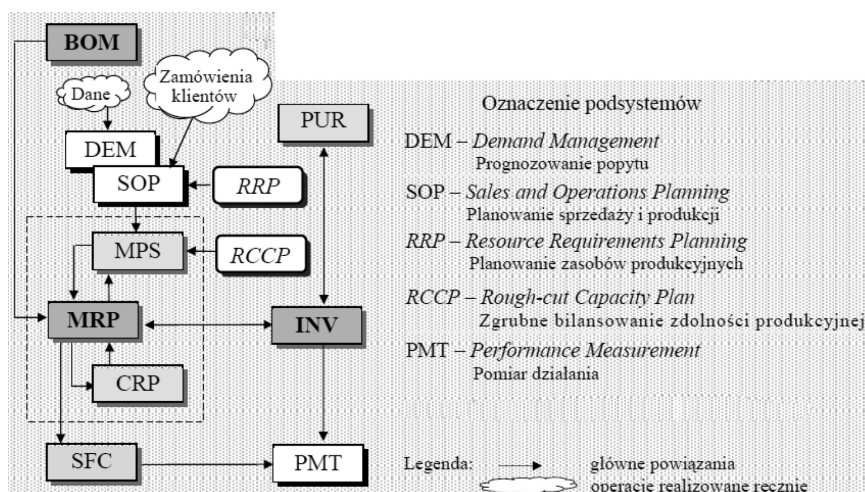 BOM
Dane
Zamówienia
klientów
DEM
SOP
RRP
PUR
MPS
RCCP
MRP
INV
CRP
SFC
PMT
Oznaczenie podsystemów
DEM – Demand Management
Prognozowanie popytu
SOP – Sales and Operations Planning
Planowanie sprzedaży i produkcji
RRP – Resource Requirements Planning
Planowanie zasobów produkcyjnych
RCCP – Rough-cut Capacity Plan
Zgrubne bilansowanie zdolności produkcyjnej
PMT – Performance Measurement
Pomiar działania
Legenda:
główne powiązania
operacje realizowane ręcznie